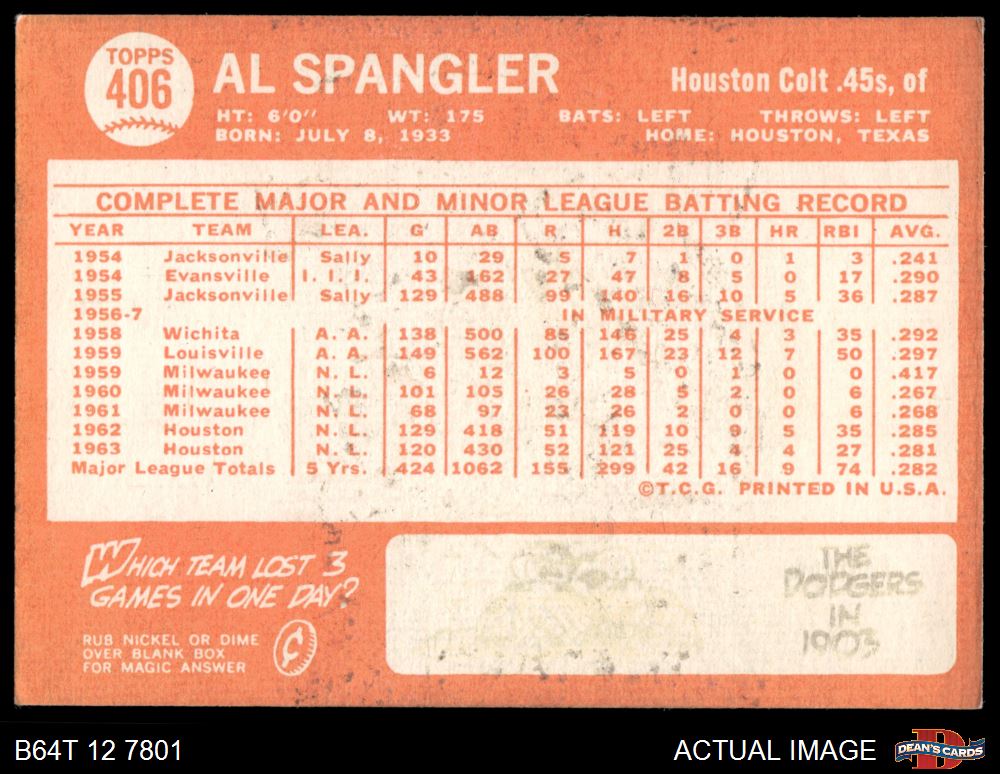 TOPPS
406
AL SPANGLER
Houston Colt .45s, of
HT: 6'0" WT: 175 BATS: LEFT THROWS: LEFT
BORN: JULY 8, 1933 HOME: HOUSTON, TEXAS
COMPLETE MAJOR AND MINOR LEAGUE BATTING RECORD
YEAR TEAM LEA. G AB R H 2B 3B HR RBI AVG.
1954 Jacksonville Sally 10 29 5 7 1 0 1 3 .241
1954 Evansville I. I. I. 43 162 27 47 8 5 0 17 .290
1955 Jacksonville Sally 129 488 99 140 16 10 5 36 .287
1956-7 IN MILITARY SERVICE
1958 Wichita A. A. 138 500 85 146 25 4 3 35 .292
1959 Louisville A. A. 149 562 100 167 23 12 7 50 .297
1959 Milwaukee N. L. 6 12 3 5 0 1 0 0 .417
1960 Milwaukee N. L. 101 105 26 28 5 2 0 6 .267
1961 Milwaukee N. L. 68 97 23 26 2 0 0 6 .268
1962 Houston N. L. 129 418 51 119 10 9 5 35 .285
1963 Houston N. L. 120 430 52 121 25 4 4 27 .281
Major League Totals 5 Yrs. 424 1062 155 299 42 16 9 74 .282
©T.C.G. PRINTED IN U.S.A.
WHICH TEAM LOST 3
GAMES IN ONE DAY?
RUB NICKEL OR DIME
OVER BLANK BOX
FOR MAGIC ANSWER
¢
THE
DODGERS
IN
1903
B64T 12 7801
ACTUAL IMAGE
D
DEAN'S CARDS